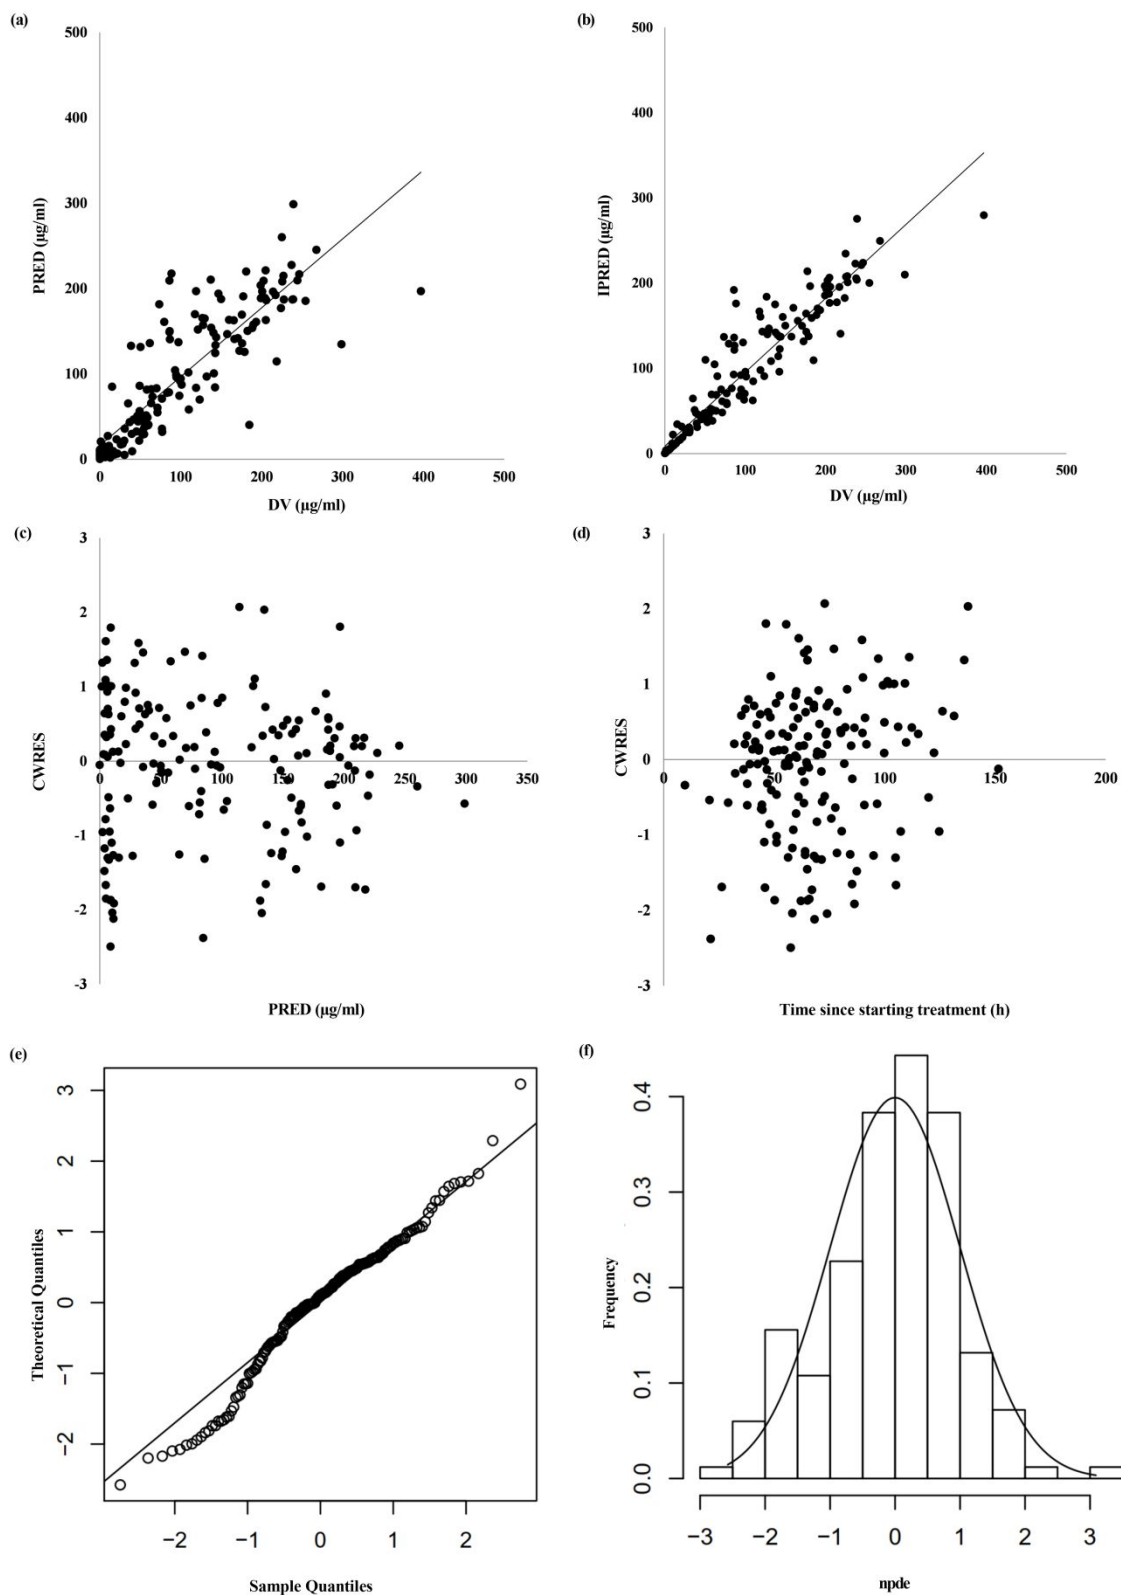 (a)
500
400
300
200
100
0
PRED (μg/ml)
0 100 200 300 400 500
DV (μg/ml)
(b)
500
400
300
200
100
0
IPRED (μg/ml)
0 100 200 300 400 500
DV (μg/ml)
(c)
3
2
1
0
-1
-2
-3
CWRES
0 50 100 150 200 250 300 350
PRED (μg/ml)
(d)
3
2
1
0
-1
-2
-3
CWRES
0 50 100 150 200
Time since starting treatment (h)
(e)
3
2
1
0
−1
−2
Theoretical Quantiles
−2 −1 0 1 2
Sample Quantiles
(f)
0.4
0.3
0.2
0.1
0.0
Frequency
−3 −2 −1 0 1 2 3
npde